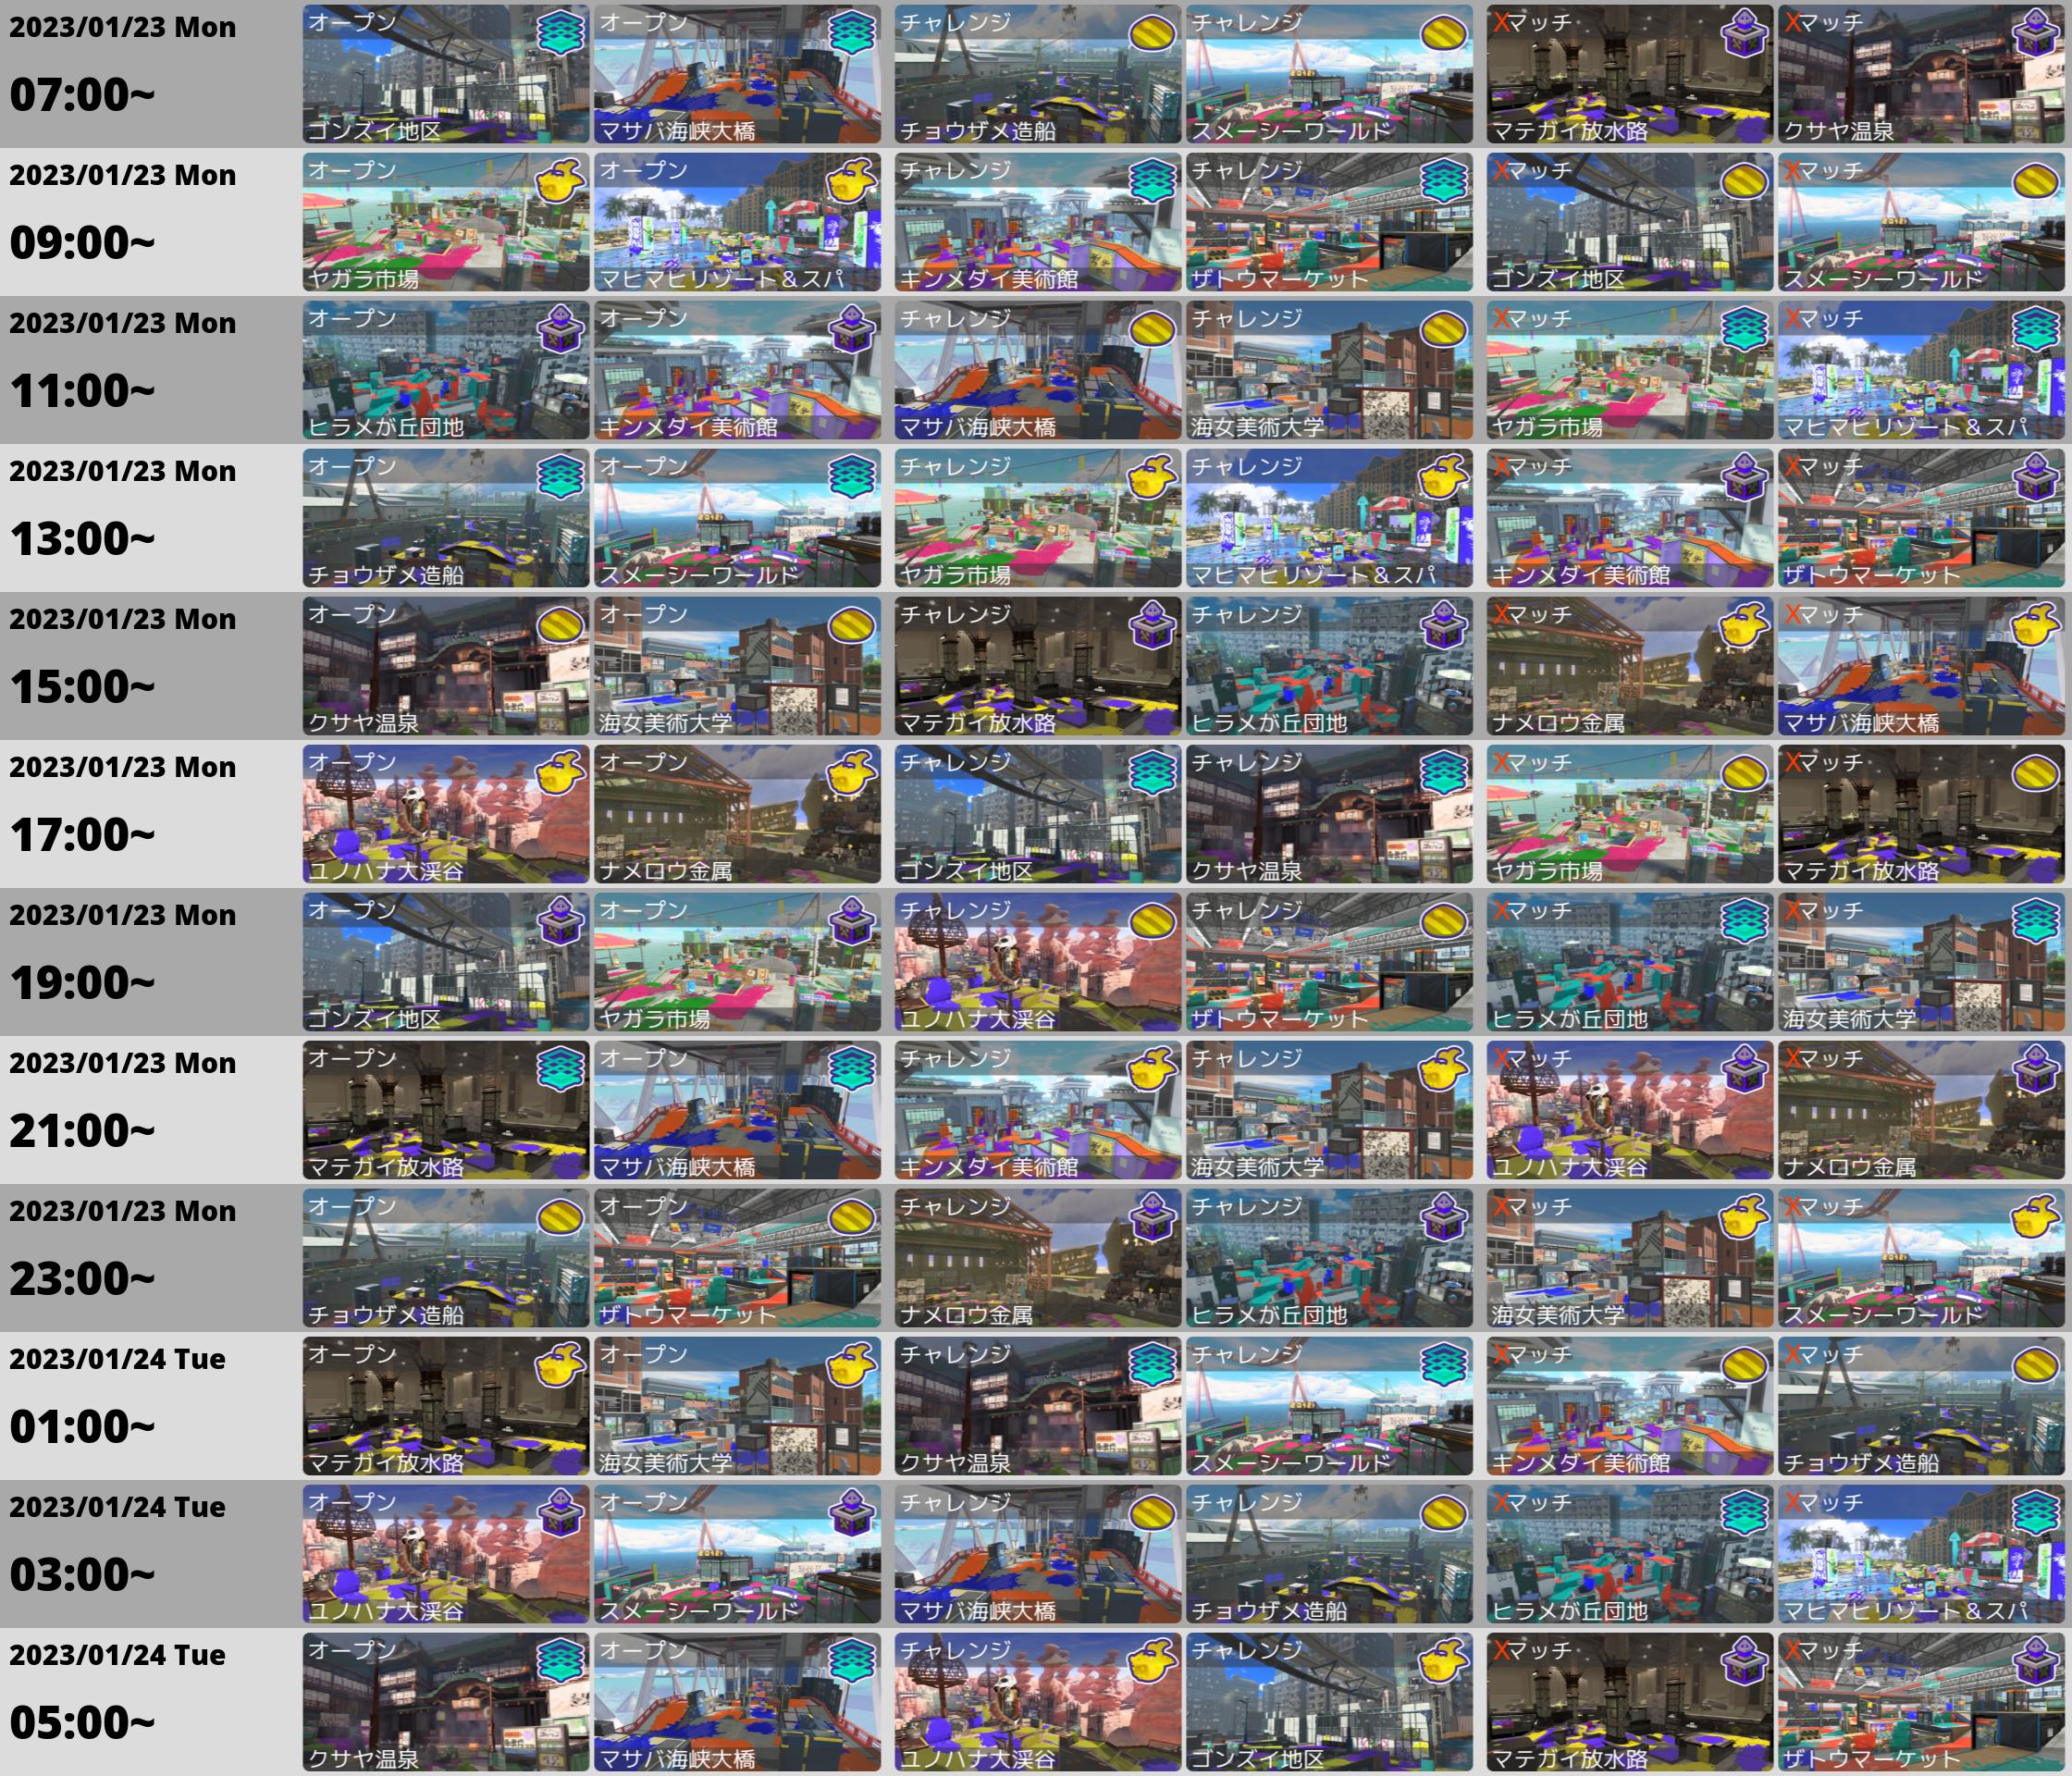 2023/01/23 Mon
07:00~
オープン
ゴンズイ地区
オープン
マサバ海峡大橋
チャレンジ
チョウザメ造船
チャレンジ
スメーシーワールド
Xマッチ
マテガイ放水路
Xマッチ
クサヤ温泉
2023/01/23 Mon
09:00~
オープン
ヤガラ市場
オープン
マヒマヒリゾート＆スパ
チャレンジ
キンメダイ美術館
チャレンジ
ザトウマーケット
Xマッチ
ゴンズイ地区
Xマッチ
スメーシーワールド
2023/01/23 Mon
11:00~
オープン
ヒラメが丘団地
オープン
キンメダイ美術館
チャレンジ
マサバ海峡大橋
チャレンジ
海女美術大学
Xマッチ
ヤガラ市場
Xマッチ
マヒマヒリゾート＆スパ
2023/01/23 Mon
13:00~
オープン
チョウザメ造船
オープン
スメーシーワールド
チャレンジ
ヤガラ市場
チャレンジ
マヒマヒリゾート＆スパ
Xマッチ
キンメダイ美術館
Xマッチ
ザトウマーケット
2023/01/23 Mon
15:00~
オープン
クサヤ温泉
オープン
海女美術大学
チャレンジ
マテガイ放水路
チャレンジ
ヒラメが丘団地
Xマッチ
ナメロウ金属
Xマッチ
マサバ海峡大橋
2023/01/23 Mon
17:00~
オープン
ユノハナ大渓谷
オープン
ナメロウ金属
チャレンジ
ゴンズイ地区
チャレンジ
クサヤ温泉
Xマッチ
ヤガラ市場
Xマッチ
マテガイ放水路
2023/01/23 Mon
19:00~
オープン
ゴンズイ地区
オープン
ヤガラ市場
チャレンジ
ユノハナ大渓谷
チャレンジ
ザトウマーケット
Xマッチ
ヒラメが丘団地
Xマッチ
海女美術大学
2023/01/23 Mon
21:00~
オープン
マテガイ放水路
オープン
マサバ海峡大橋
チャレンジ
キンメダイ美術館
チャレンジ
海女美術大学
Xマッチ
ユノハナ大渓谷
Xマッチ
ナメロウ金属
2023/01/23 Mon
23:00~
オープン
チョウザメ造船
オープン
ザトウマーケット
チャレンジ
ナメロウ金属
チャレンジ
ヒラメが丘団地
Xマッチ
海女美術大学
Xマッチ
スメーシーワールド
2023/01/24 Tue
01:00~
オープン
マテガイ放水路
オープン
海女美術大学
チャレンジ
クサヤ温泉
チャレンジ
スメーシーワールド
Xマッチ
キンメダイ美術館
Xマッチ
チョウザメ造船
2023/01/24 Tue
03:00~
オープン
ユノハナ大渓谷
オープン
スメーシーワールド
チャレンジ
マサバ海峡大橋
チャレンジ
チョウザメ造船
Xマッチ
ヒラメが丘団地
Xマッチ
マヒマヒリゾート＆スパ
2023/01/24 Tue
05:00~
オープン
クサヤ温泉
オープン
マサバ海峡大橋
チャレンジ
ユノハナ大渓谷
チャレンジ
ゴンズイ地区
Xマッチ
マテガイ放水路
Xマッチ
ザトウマーケット